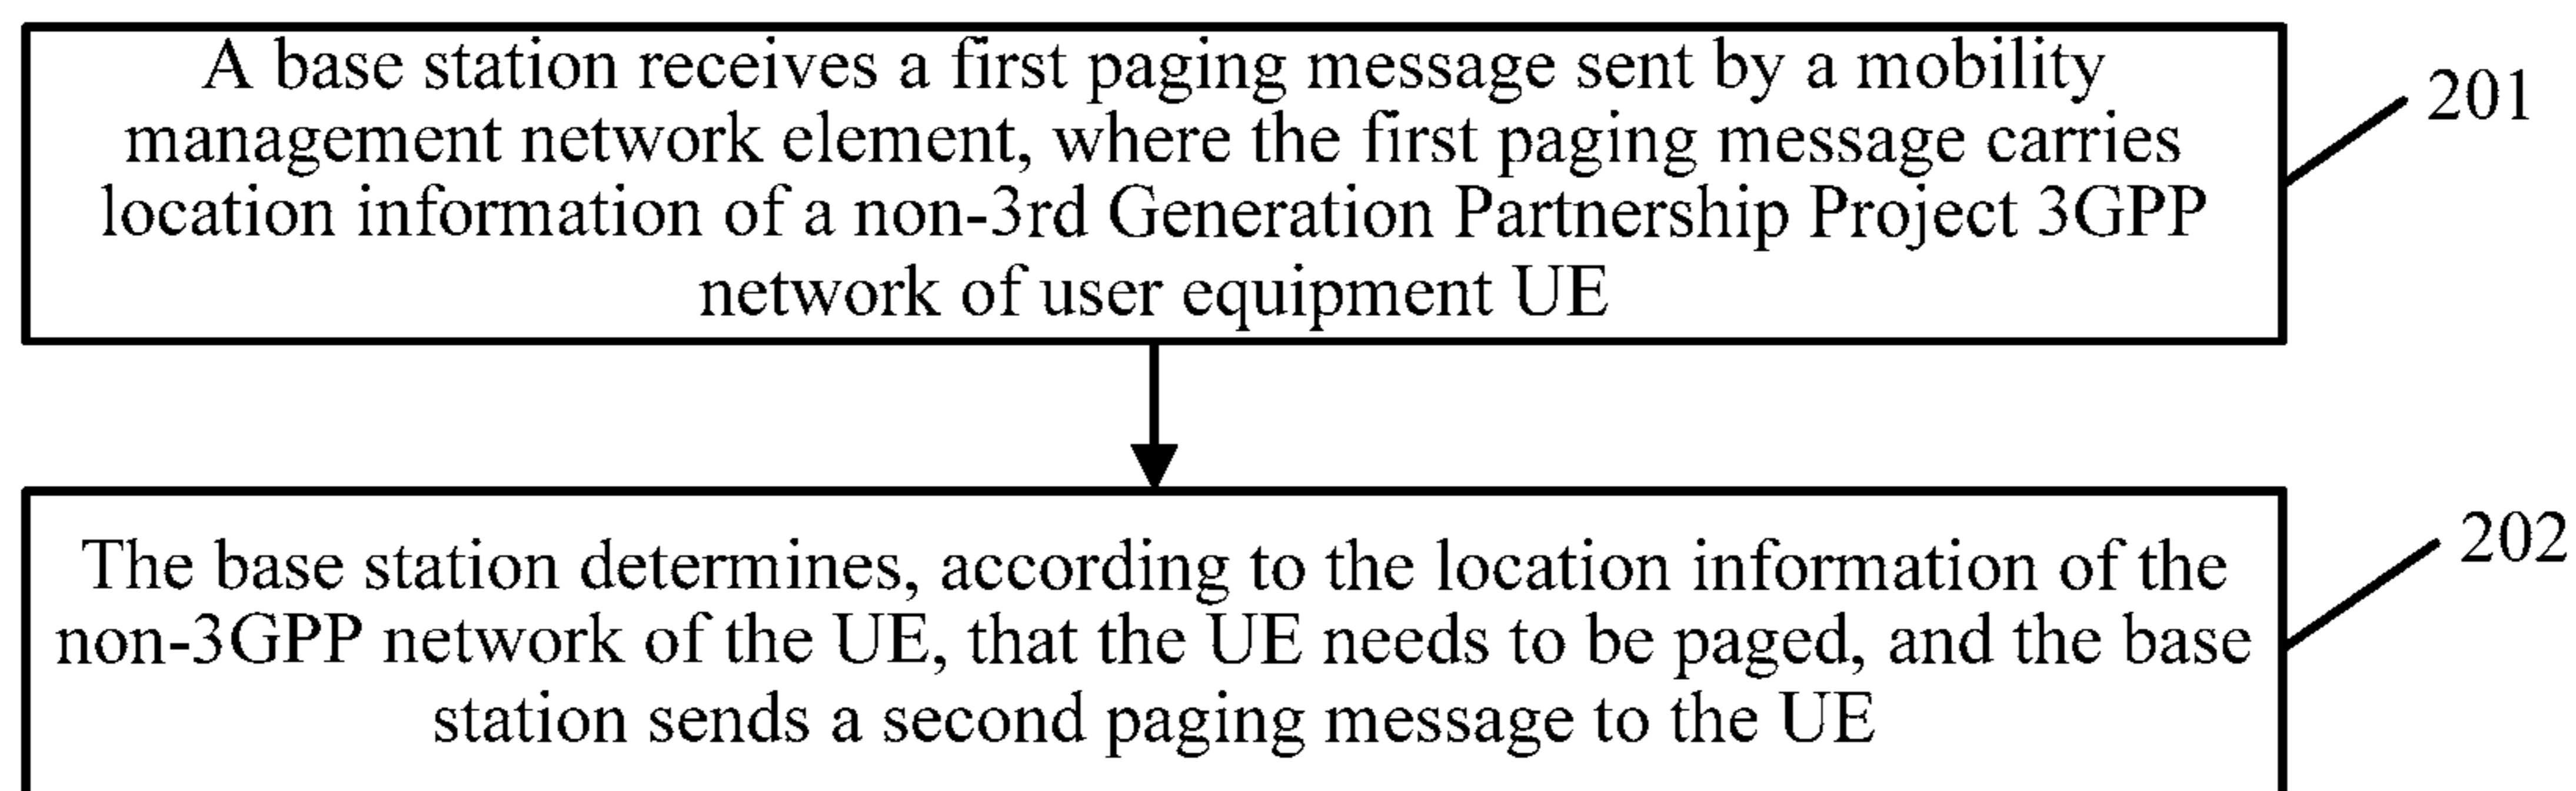 A base station receives a first paging message sent by a mobility
management network element, where the first paging message carries
location information of a non-3rd Generation Partnership Project 3GPP
network of user equipment UE
201
The base station determines, according to the location information of the
non-3GPP network of the UE, that the UE needs to be paged, and the base
station sends a second paging message to the UE
202